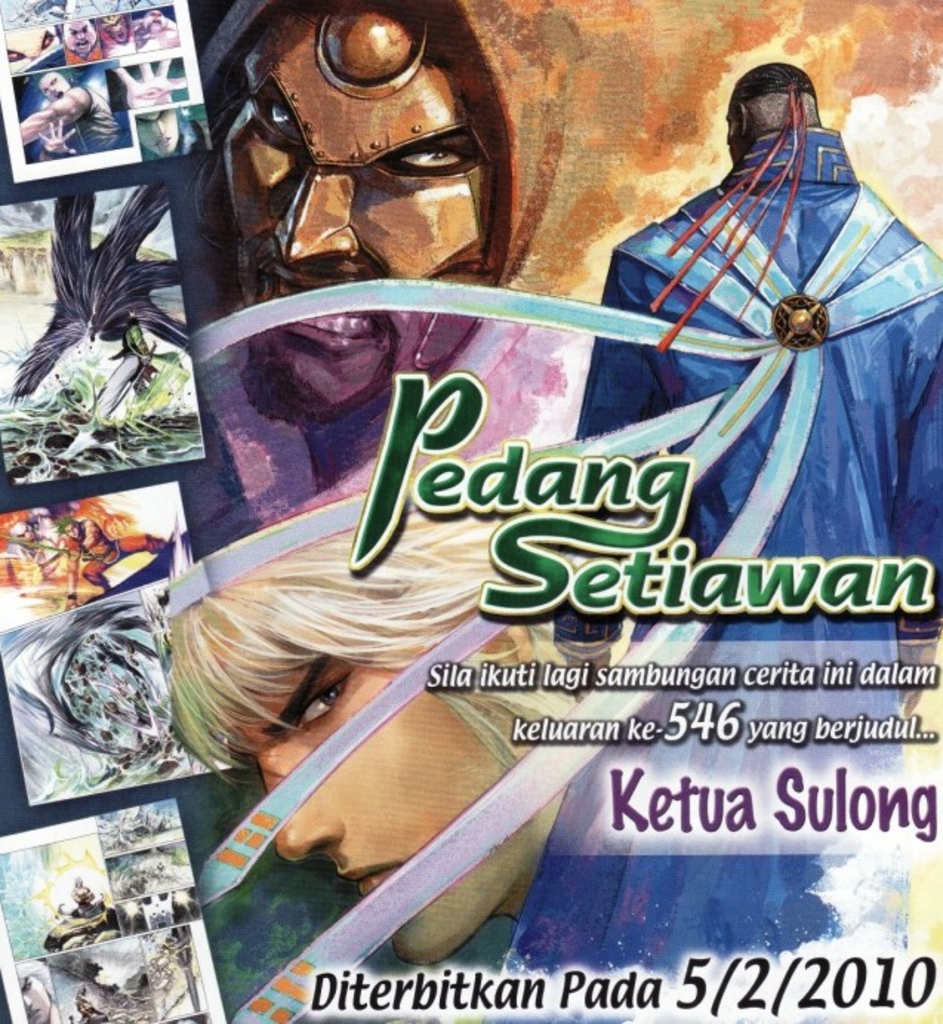 Pedang
Setiawan
Sila ikuti lagi sambungan cerita ini dalam
keluaran ke-546 yang berjudul...
Ketua Sulong
Diterbitkan Pada 5/2/2010